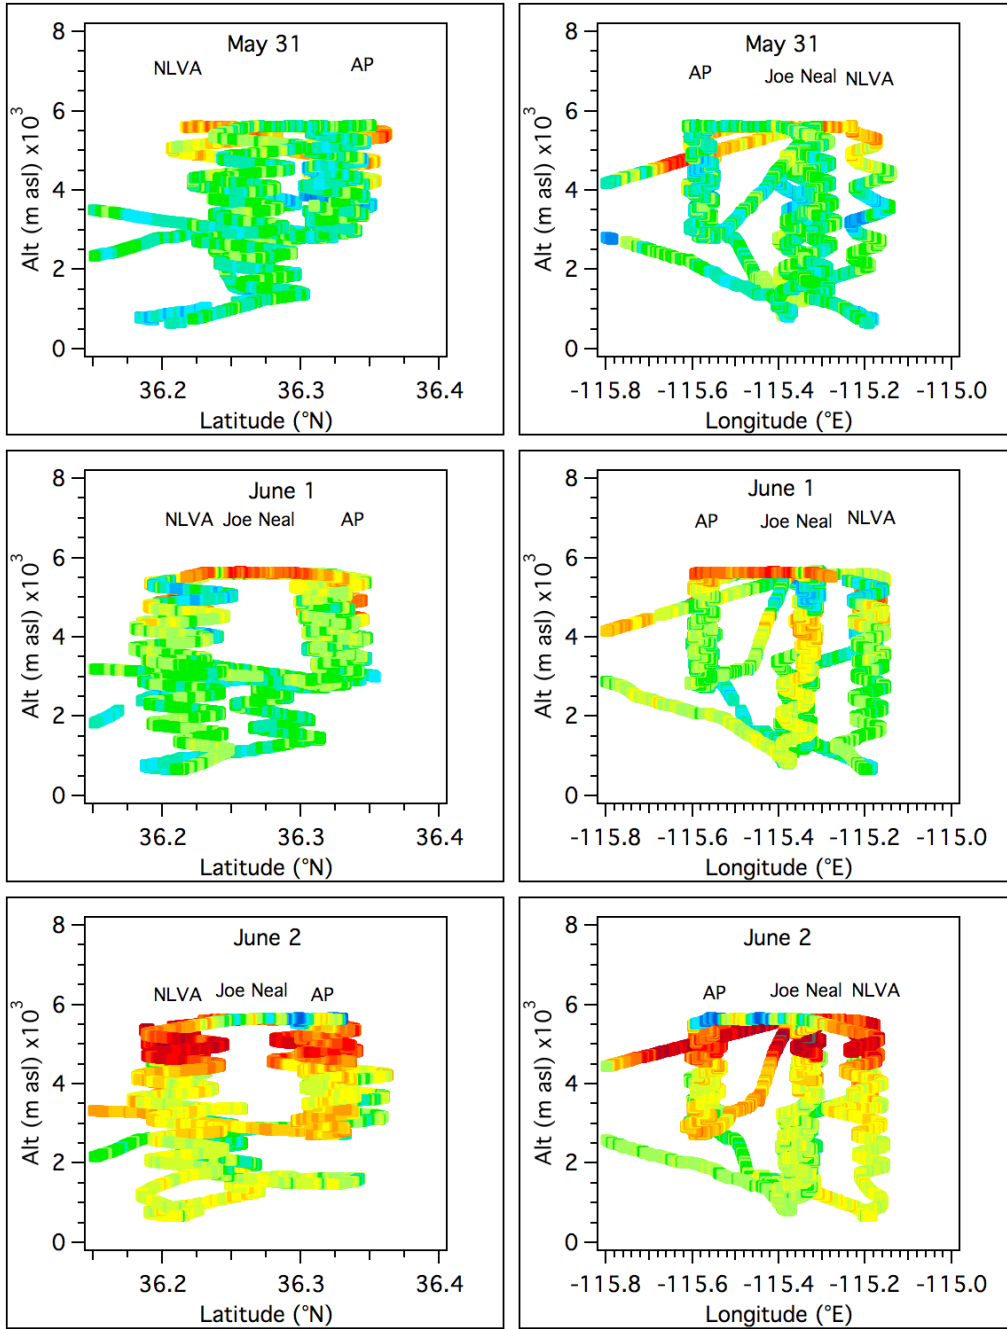 May 31
NLVA AP
8
6
4
2
0
Alt (m asl) x10³
36.2 36.3 36.4
Latitude (°N)
May 31
AP Joe Neal NLVA
8
6
4
2
0
Alt (m asl) x10³
-115.8 -115.6 -115.4 -115.2 -115.0
Longitude (°E)
June 1
NLVA Joe Neal AP
8
6
4
2
0
Alt (m asl) x10³
36.2 36.3 36.4
Latitude (°N)
June 1
AP Joe Neal NLVA
8
6
4
2
0
Alt (m asl) x10³
-115.8 -115.6 -115.4 -115.2 -115.0
Longitude (°E)
June 2
NLVA Joe Neal AP
8
6
4
2
0
Alt (m asl) x10³
36.2 36.3 36.4
Latitude (°N)
June 2
AP Joe Neal NLVA
8
6
4
2
0
Alt (m asl) x10³
-115.8 -115.6 -115.4 -115.2 -115.0
Longitude (°E)